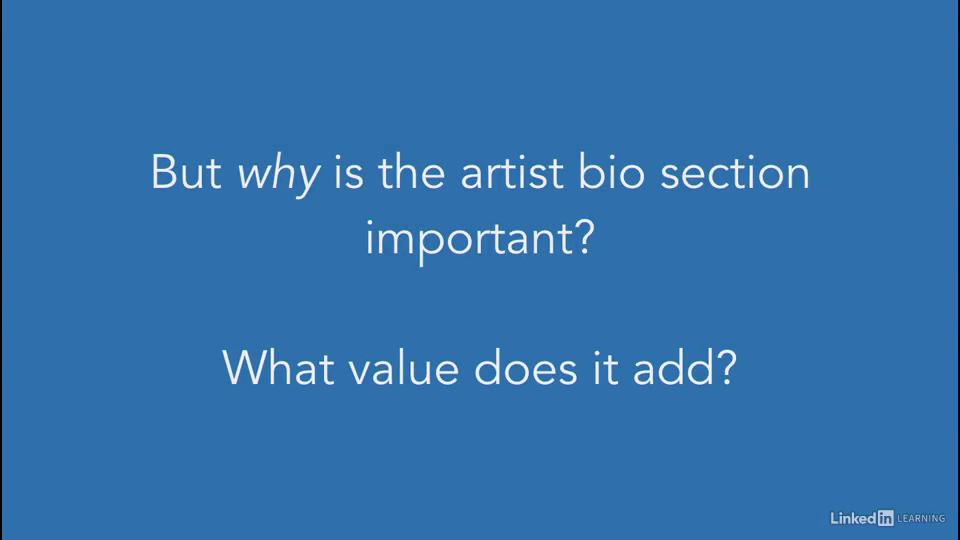 But why is the artist bio section
important?
What value does it add?
Linked in LEARNING